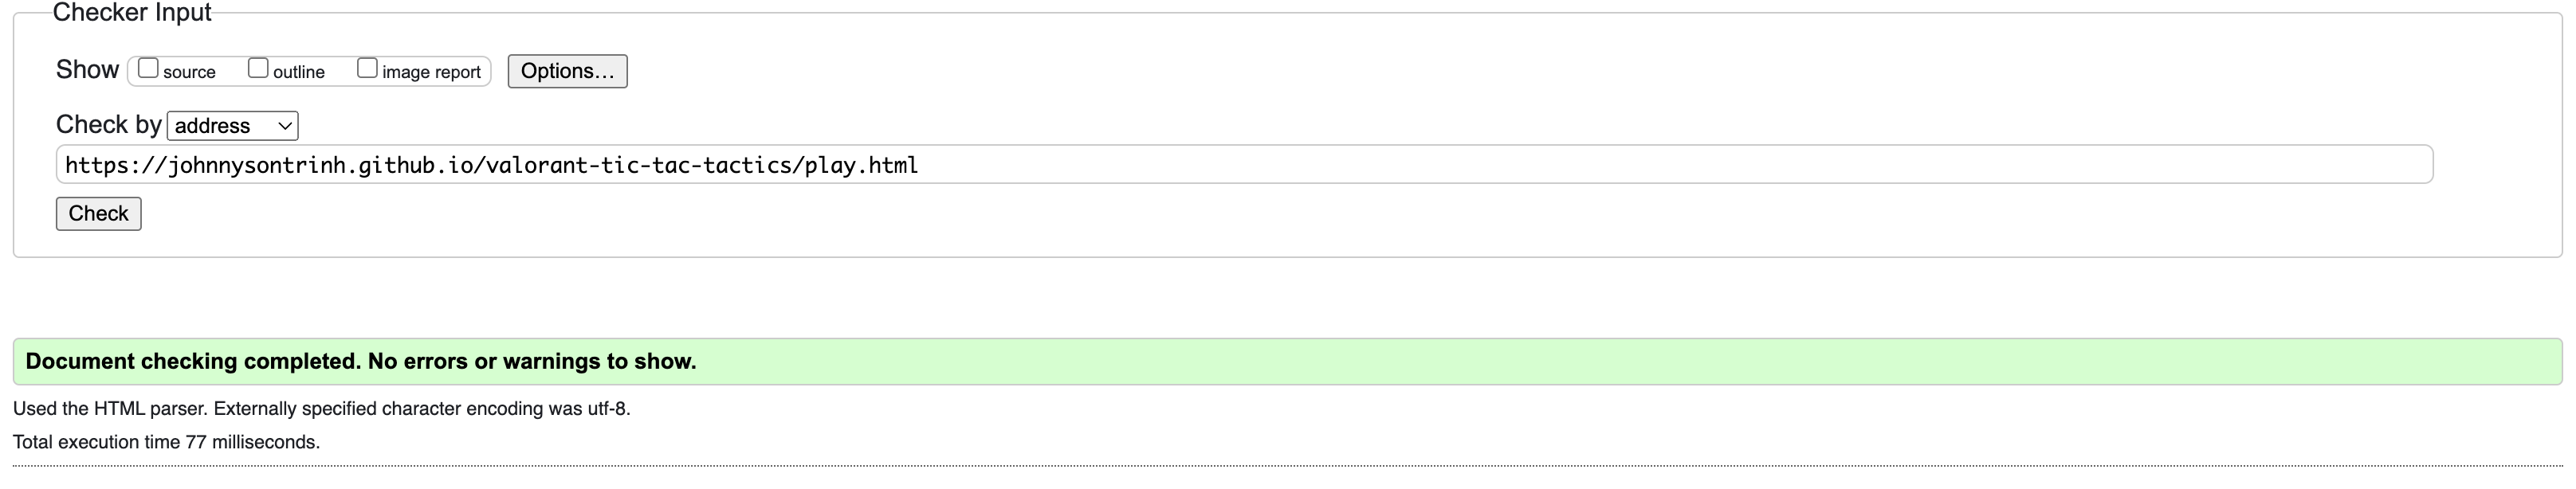 Checker Input
Show source outline image report Options...
Check by address
https://johnnysontrinh.github.io/valorant-tic-tac-tactics/play.html
Check
Document checking completed. No errors or warnings to show.
Used the HTML parser. Externally specified character encoding was utf-8.
Total execution time 77 milliseconds.